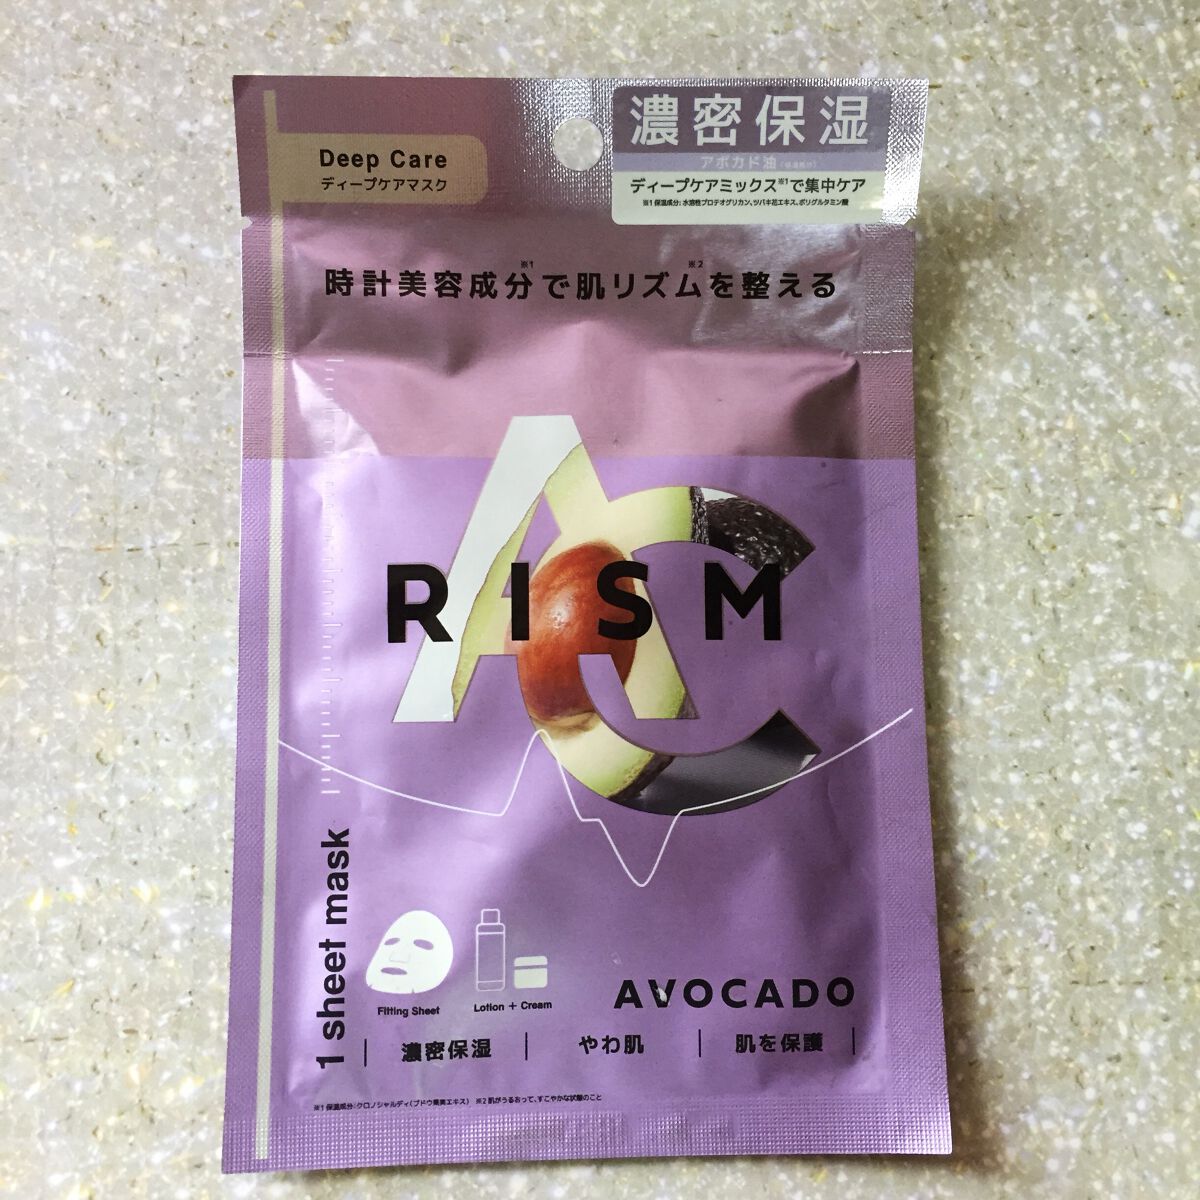 Deep Care
ディープケアマスク
濃密保湿
アボカド油(保湿成分)
ディープケアミックス※1で集中ケア
※1保湿成分: 水溶性プロテオグリカン、ツバキ花エキス、ポリグルタミン酸
時計美容成分※1で肌リズム※2を整える
AC
RISM
1 sheet mask
Fitting Sheet
Lotion + Cream
AVOCADO
濃密保湿
やわ肌
肌を保護
※1保湿成分:クロノシャルディ(ブドウ果実エキス) ※2肌がうるおって、すこやかな状態のこと